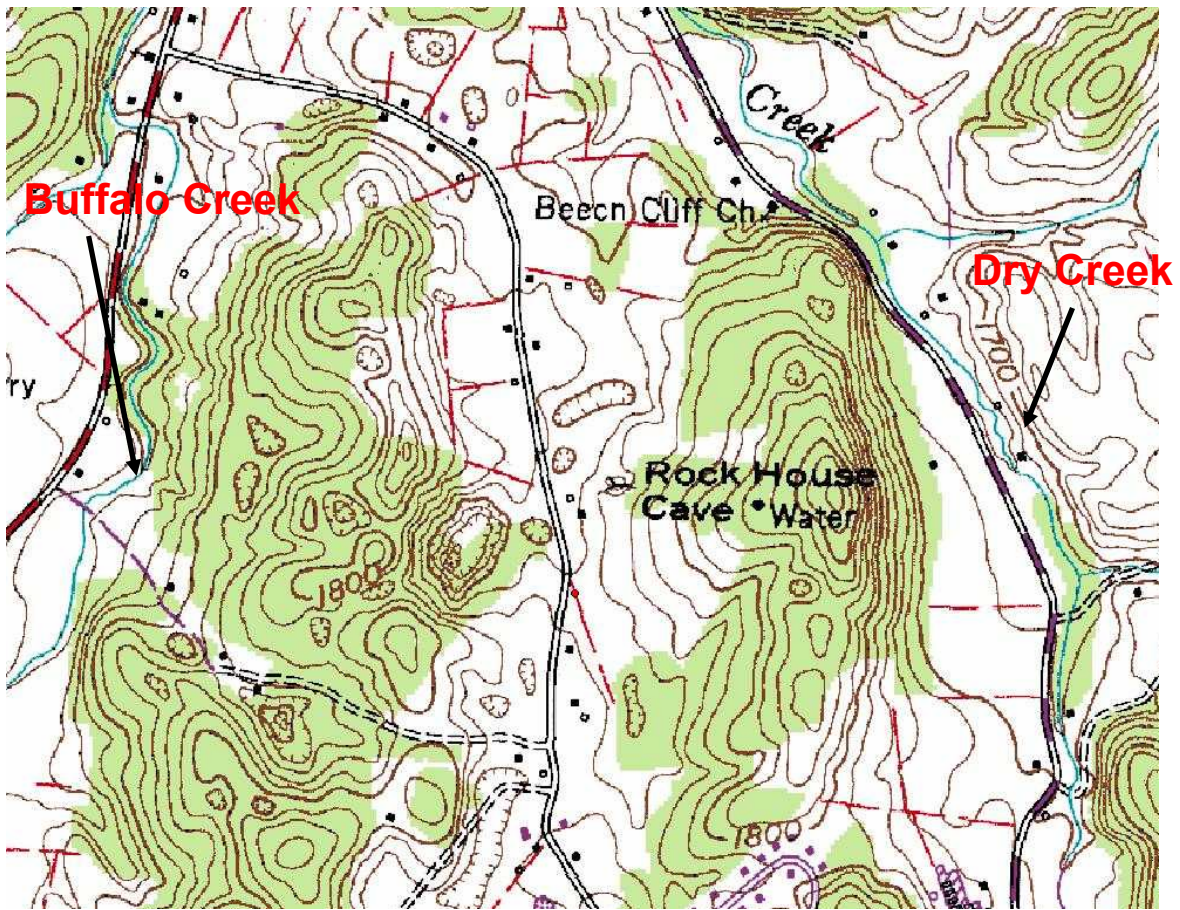 Creek
Buffalo Creek
Beecn Cliff Ch.
Dry Creek
1700
ry
Rock House
Cave Water
1800
1800